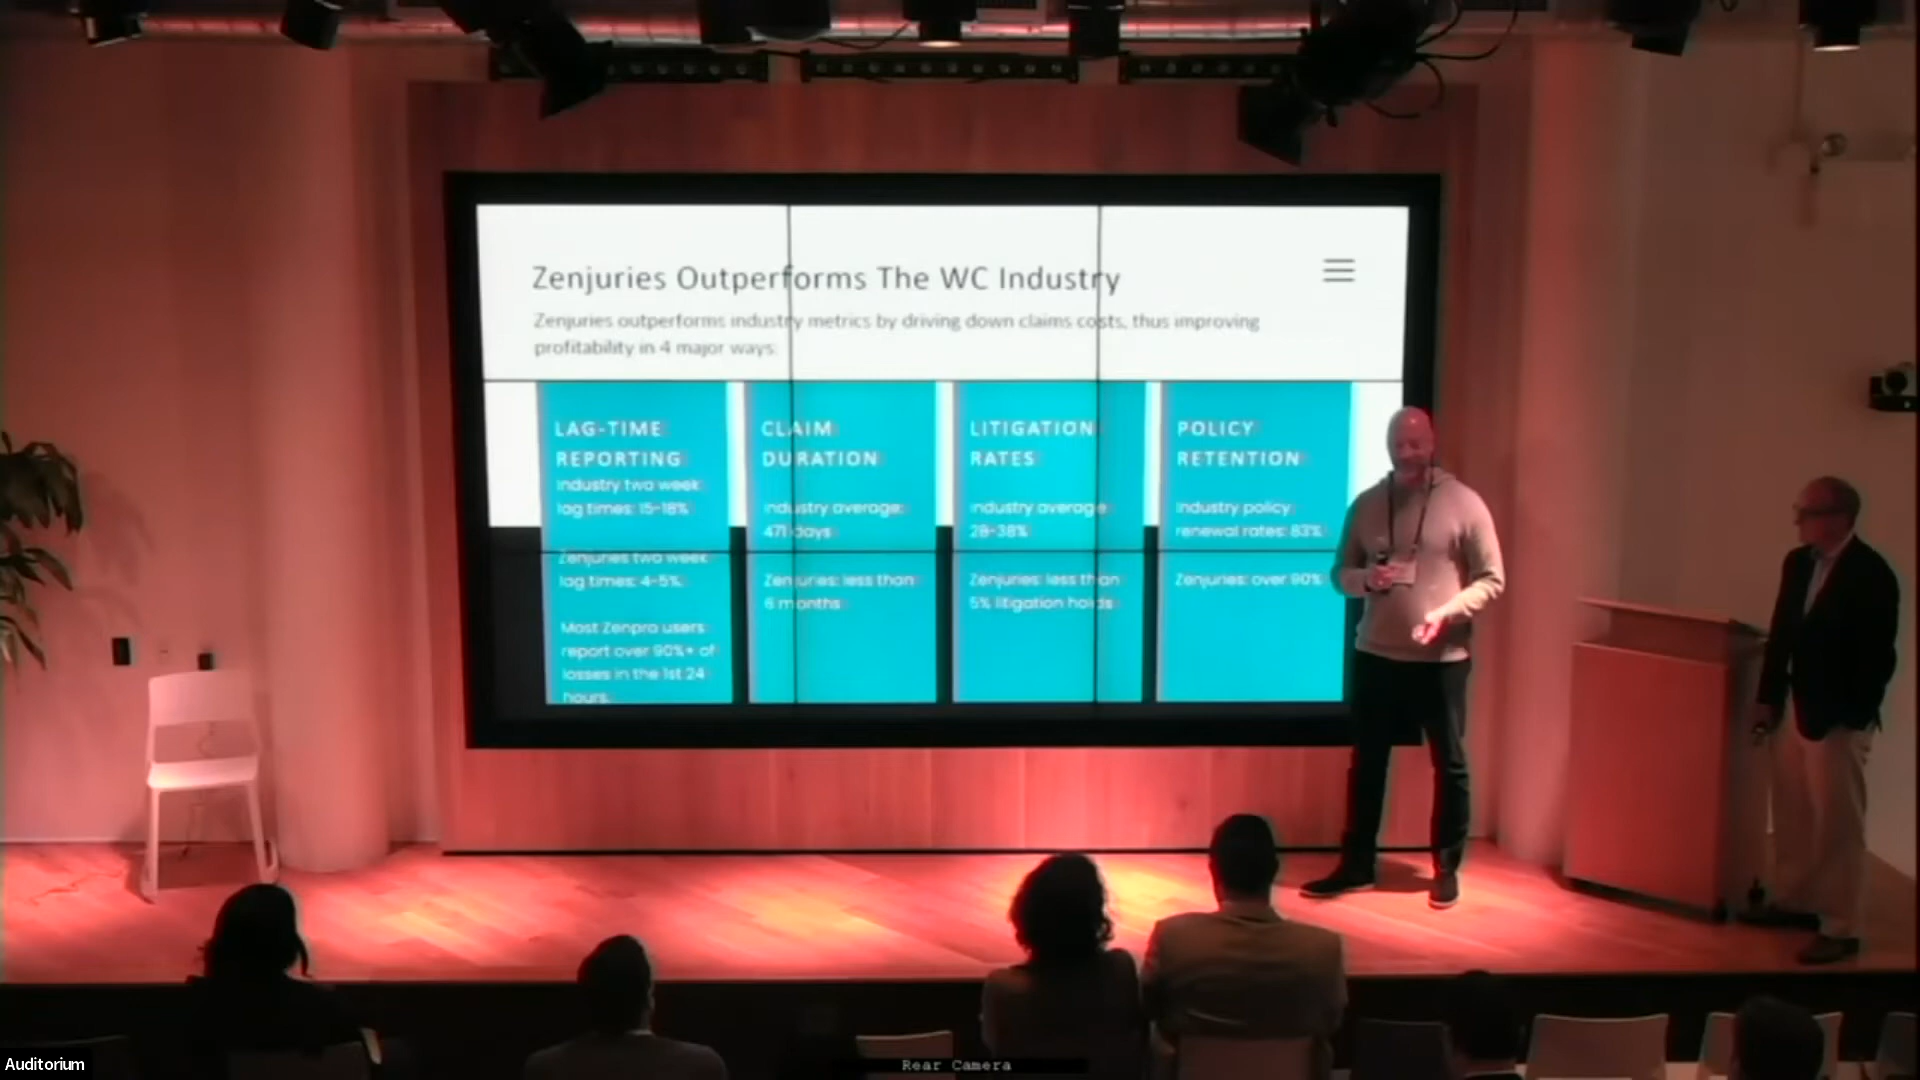 Zenjuries Outperforms The WC Industry
Zenjuries outperforms industry metrics by driving down claims costs, thus improving
profitability in 4 major ways:
LAG-TIME
REPORTING
Industry two week
lag times: 15-18%
Zenjuries two week
lag times: 4-5%
Most Zenpro users
report over 90%+ of
losses in the 1st 24
hours.
CLAIM
DURATION
Industry average:
471 days
Zenjuries: less than
6 months
LITIGATION
RATES
Industry average
28-38%
Zenjuries: less than
5% litigation holds
POLICY
RETENTION
Industry policy
renewal rates: 83%
Zenjuries: over 90%
Auditorium
Rear Camera